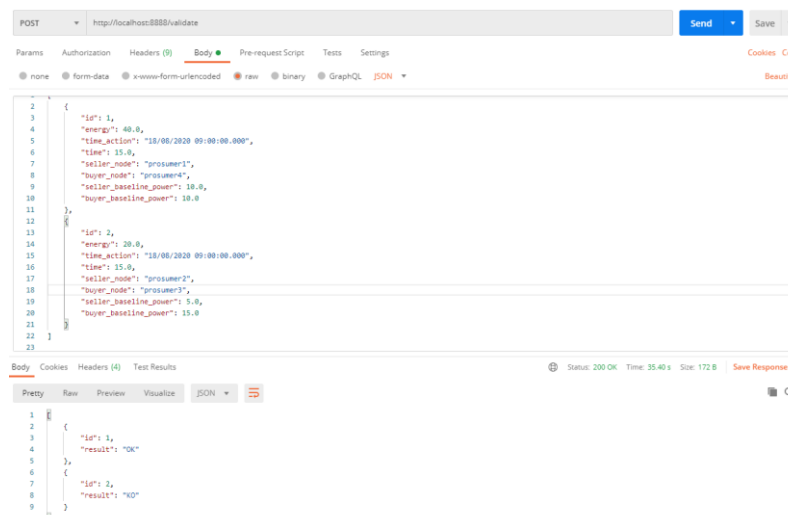 POST http://localhost:8888/validate Send Save
Params Authorization Headers (9) Body Pre-request Script Tests Settings Cookies
none form-data x-www-form-urlencoded raw binary GraphQL JSON
2 {
3 "id": 1,
4 "energy": 40.0,
5 "time_action": "18/08/2020 09:00:00.000",
6 "time": 15.0,
7 "seller_node": "prosumer1",
8 "buyer_node": "prosumer4",
9 "seller_baseline_power": 10.0,
10 "buyer_baseline_power": 10.0
11 },
12 {
13 "id": 2,
14 "energy": 20.0,
15 "time_action": "18/08/2020 09:00:00.000",
16 "time": 15.0,
17 "seller_node": "prosumer2",
18 "buyer_node": "prosumer3",
19 "seller_baseline_power": 5.0,
20 "buyer_baseline_power": 15.0
21 }
22 ]
23
Body Cookies Headers (4) Test Results Status: 200 OK Time: 35.40 s Size: 172 B Save Response
Pretty Raw Preview Visualize JSON
1 [
2 {
3 "id": 1,
4 "result": "OK"
5 },
6 {
7 "id": 2,
8 "result": "KO"
9 }